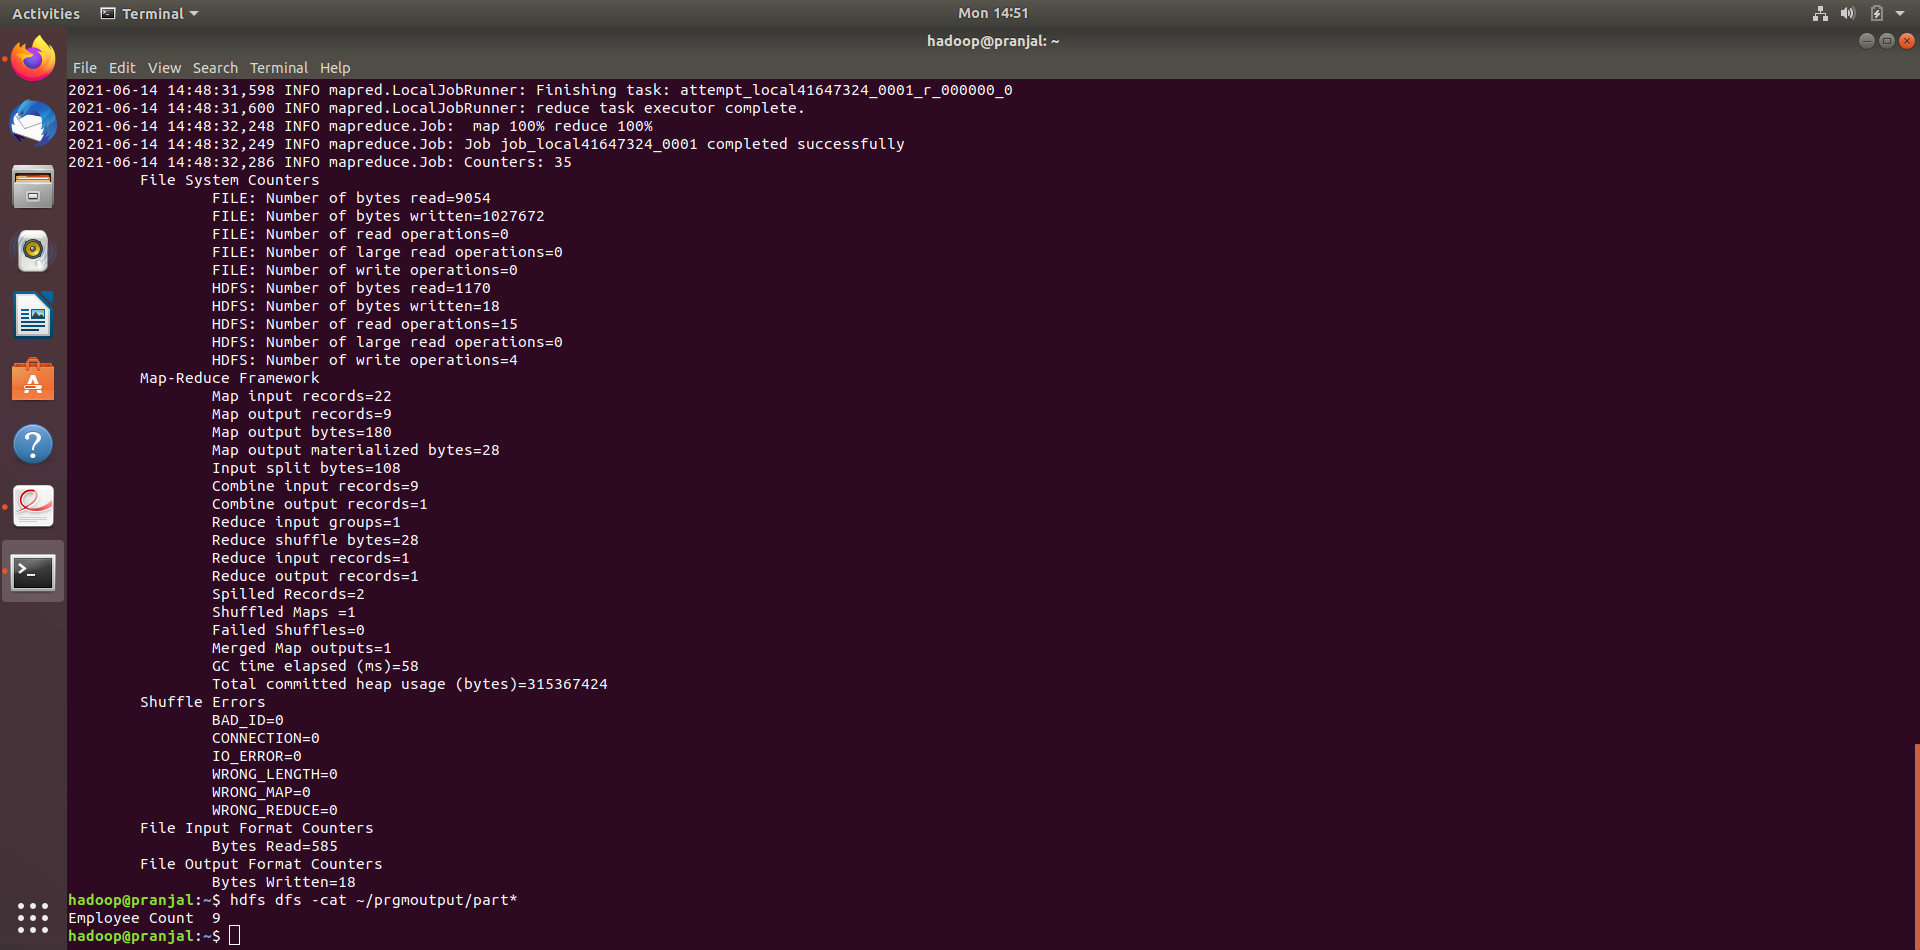 Activities Terminal Mon 14:51
hadoop@pranjal: ~
File Edit View Search Terminal Help
2021-06-14 14:48:31,598 INFO mapred.LocalJobRunner: Finishing task: attempt_local41647324_0001_r_000000_0
2021-06-14 14:48:31,600 INFO mapred.LocalJobRunner: reduce task executor complete.
2021-06-14 14:48:32,248 INFO mapreduce.Job:  map 100% reduce 100%
2021-06-14 14:48:32,249 INFO mapreduce.Job: Job job_local41647324_0001 completed successfully
2021-06-14 14:48:32,286 INFO mapreduce.Job: Counters: 35
File System Counters
FILE: Number of bytes read=9054
FILE: Number of bytes written=1027672
FILE: Number of read operations=0
FILE: Number of large read operations=0
FILE: Number of write operations=0
HDFS: Number of bytes read=1170
HDFS: Number of bytes written=18
HDFS: Number of read operations=15
HDFS: Number of large read operations=0
HDFS: Number of write operations=4
Map-Reduce Framework
Map input records=22
Map output records=9
Map output bytes=180
Map output materialized bytes=28
Input split bytes=108
Combine input records=9
Combine output records=1
Reduce input groups=1
Reduce shuffle bytes=28
Reduce input records=1
Reduce output records=1
Spilled Records=2
Shuffled Maps =1
Failed Shuffles=0
Merged Map outputs=1
GC time elapsed (ms)=58
Total committed heap usage (bytes)=315367424
Shuffle Errors
BAD_ID=0
CONNECTION=0
IO_ERROR=0
WRONG_LENGTH=0
WRONG_MAP=0
WRONG_REDUCE=0
File Input Format Counters
Bytes Read=585
File Output Format Counters
Bytes Written=18
hadoop@pranjal:~$ hdfs dfs -cat ~/prgmoutput/part*
Employee Count  9
hadoop@pranjal:~$